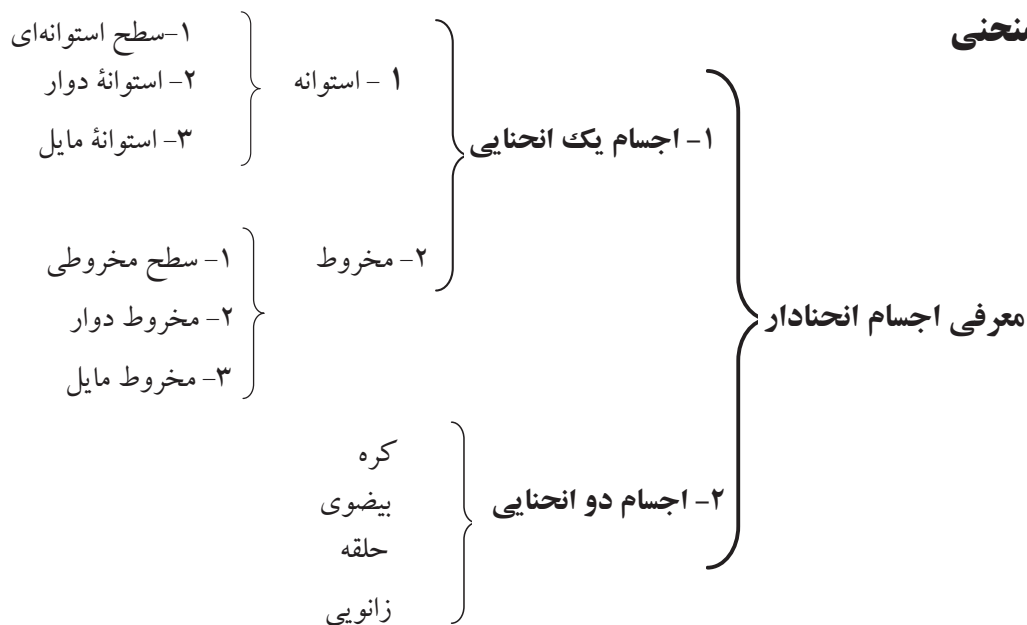 منحنی
معرفی اجسام انحنادار
۱- اجسام یک انحنایی
۱ - استوانه
۱-سطح استوانه‌ای
۲- استوانهٔ دوار
۳- استوانهٔ مایل
۲- مخروط
۱- سطح مخروطی
۲- مخروط دوار
۳- مخروط مایل
۲- اجسام دو انحنایی
کره
بیضوی
حلقه
زانویی